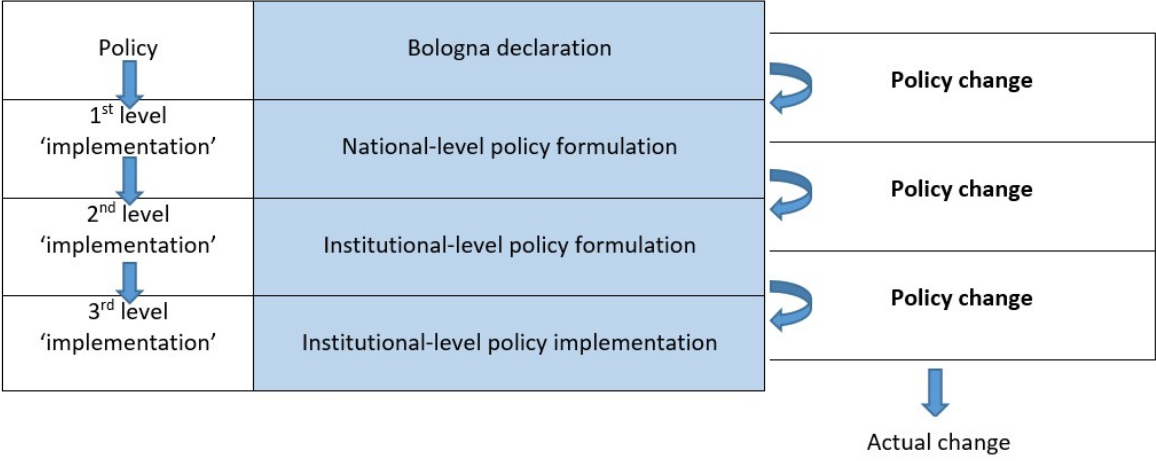 Policy
Bologna declaration
Policy change
1st level
‘implementation’
National-level policy formulation
Policy change
2nd level
‘implementation’
Institutional-level policy formulation
Policy change
3rd level
‘implementation’
Institutional-level policy implementation
Actual change